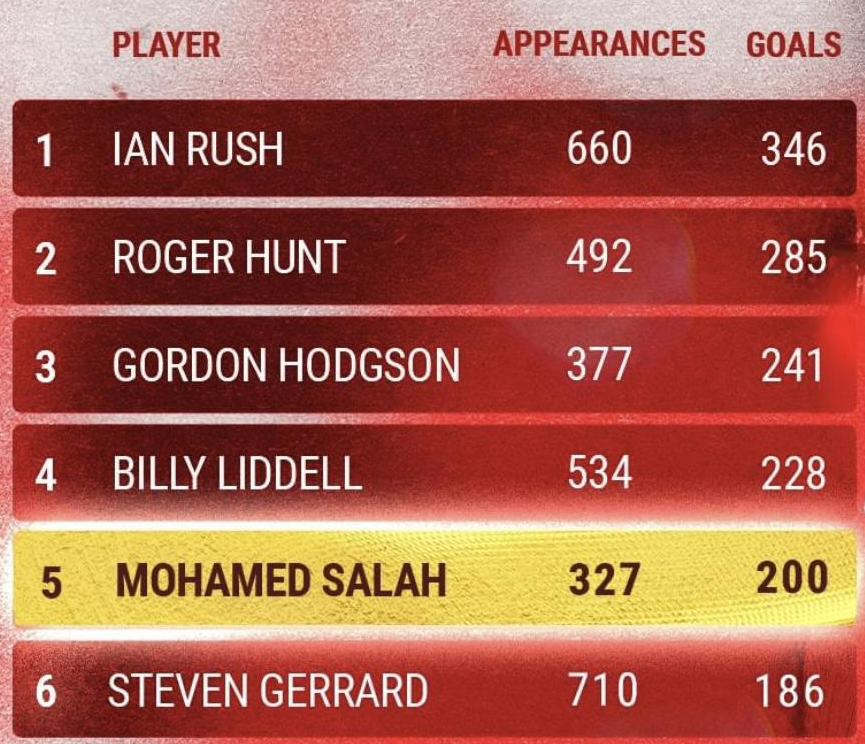 PLAYER APPEARANCES GOALS
1 IAN RUSH 660 346
2 ROGER HUNT 492 285
3 GORDON HODGSON 377 241
4 BILLY LIDDELL 534 228
5 MOHAMED SALAH 327 200
6 STEVEN GERRARD 710 186